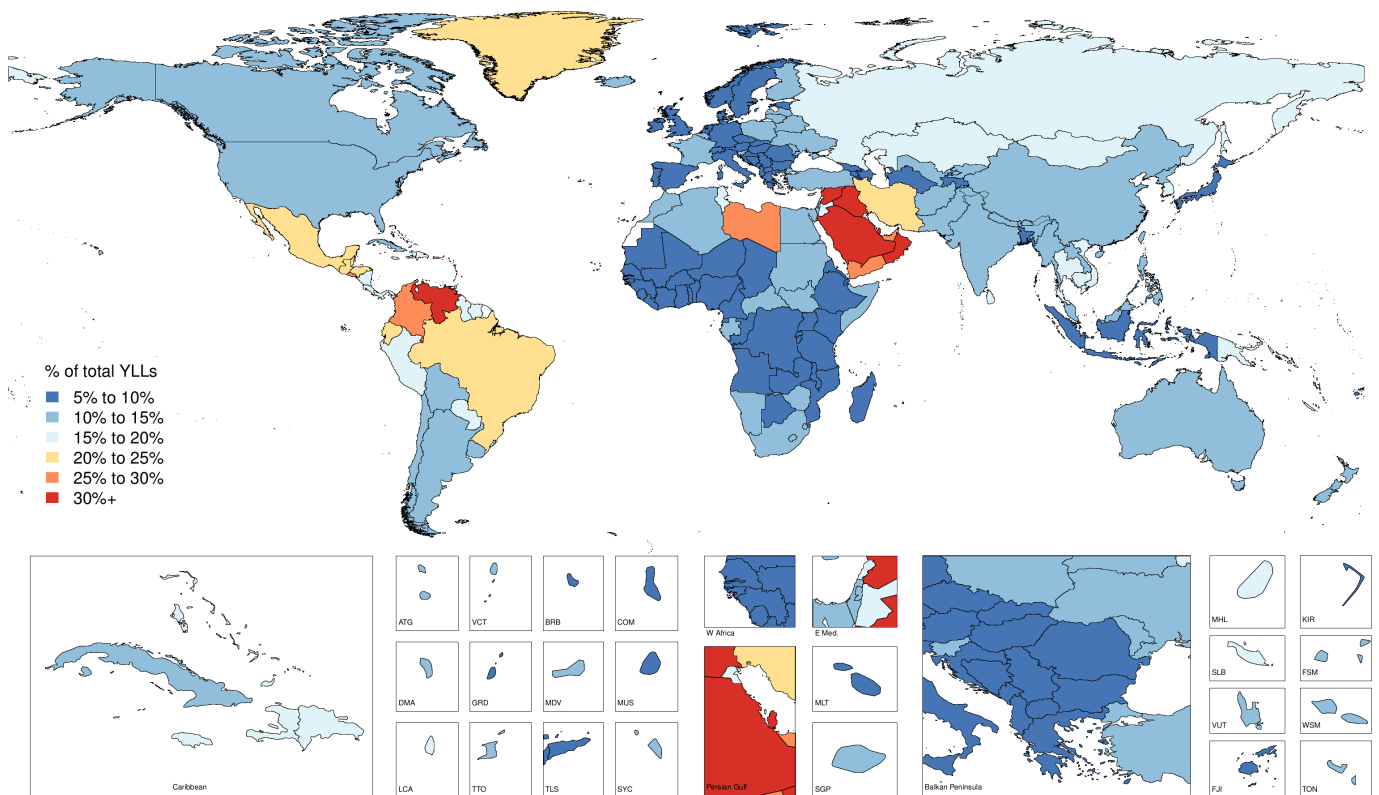 % of total YLLs
5% to 10%
10% to 15%
15% to 20%
20% to 25%
25% to 30%
30%+
Caribbean
ATG
VCT
BRB
COM
DMA
GRD
MDV
MUS
LCA
TTO
TLS
SYC
W Africa
E Med.
Persian Gulf
MLT
SGP
Balkan Peninsula
MHL
KIR
SLB
FSM
VUT
WSM
FJI
TON